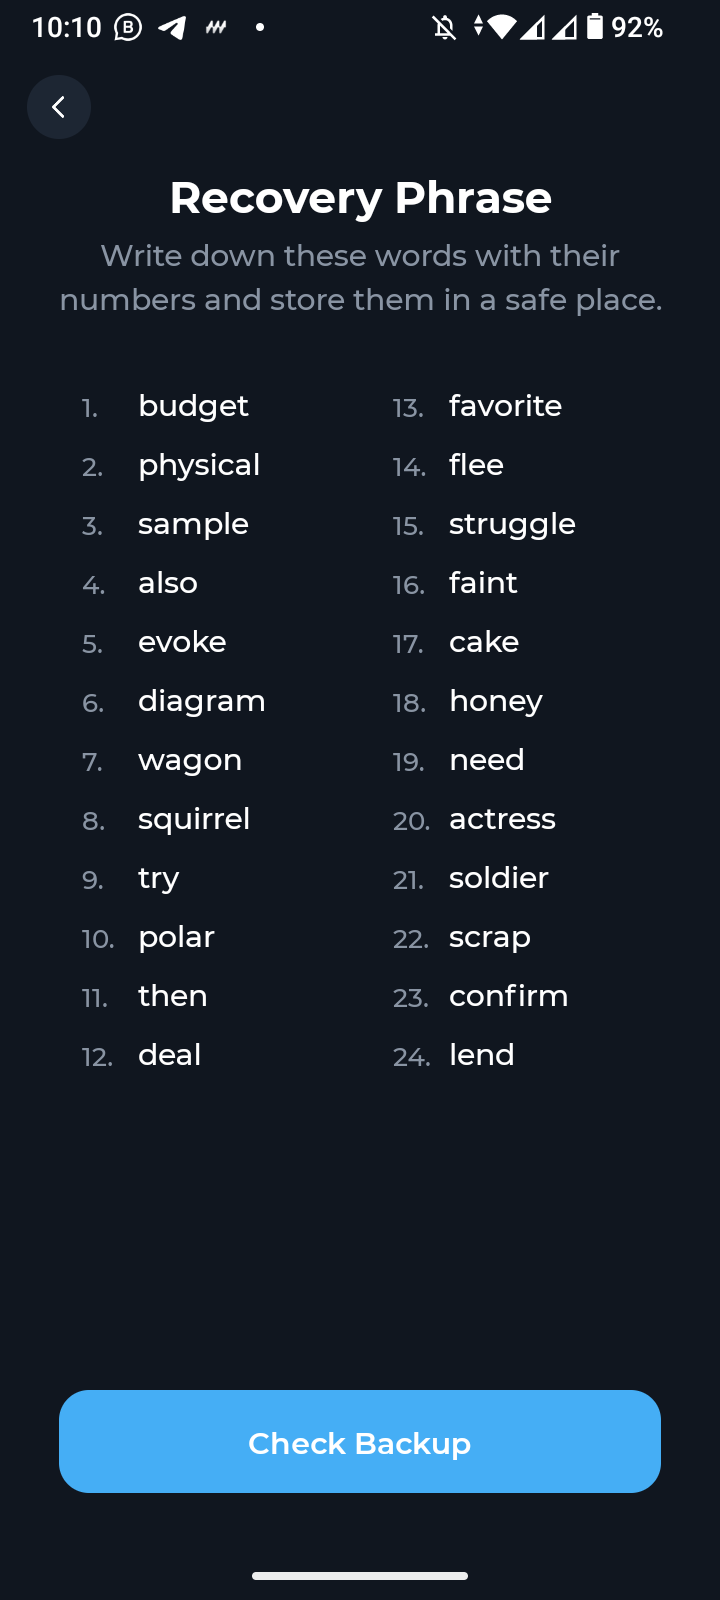 10:10 92%
Recovery Phrase
Write down these words with their
numbers and store them in a safe place.
1. budget
2. physical
3. sample
4. also
5. evoke
6. diagram
7. wagon
8. squirrel
9. try
10. polar
11. then
12. deal
13. favorite
14. flee
15. struggle
16. faint
17. cake
18. honey
19. need
20. actress
21. soldier
22. scrap
23. confirm
24. lend
Check Backup